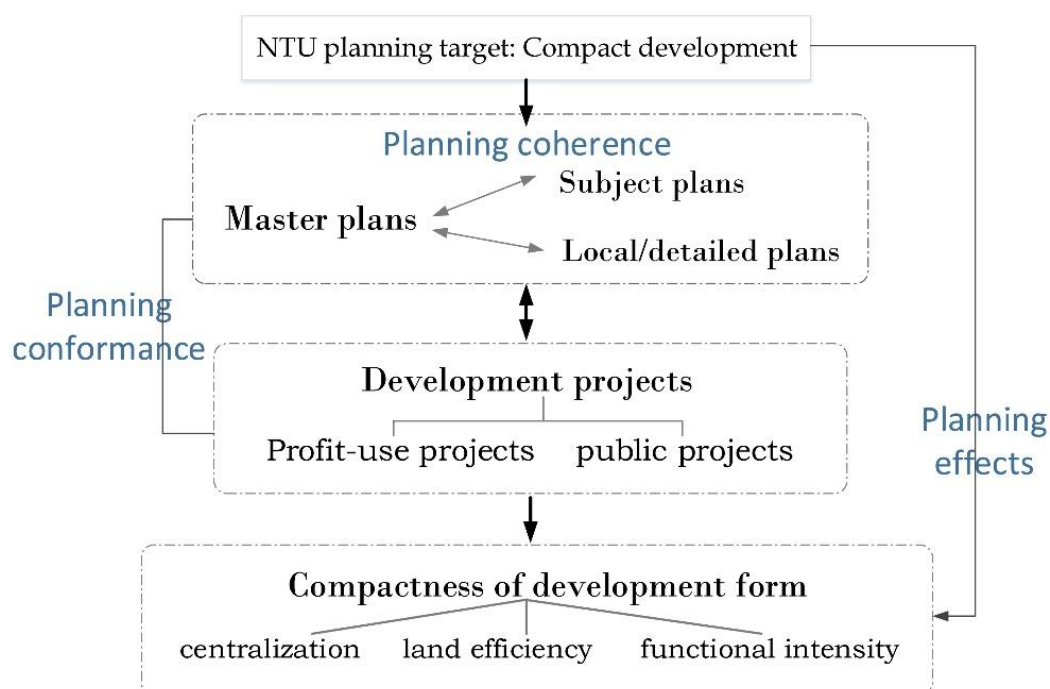 NTU planning target: Compact development
Planning coherence
Subject plans
Master plans
Local/detailed plans
Planning
conformance
Development projects
Profit-use projects
public projects
Planning
effects
Compactness of development form
centralization
land efficiency
functional intensity